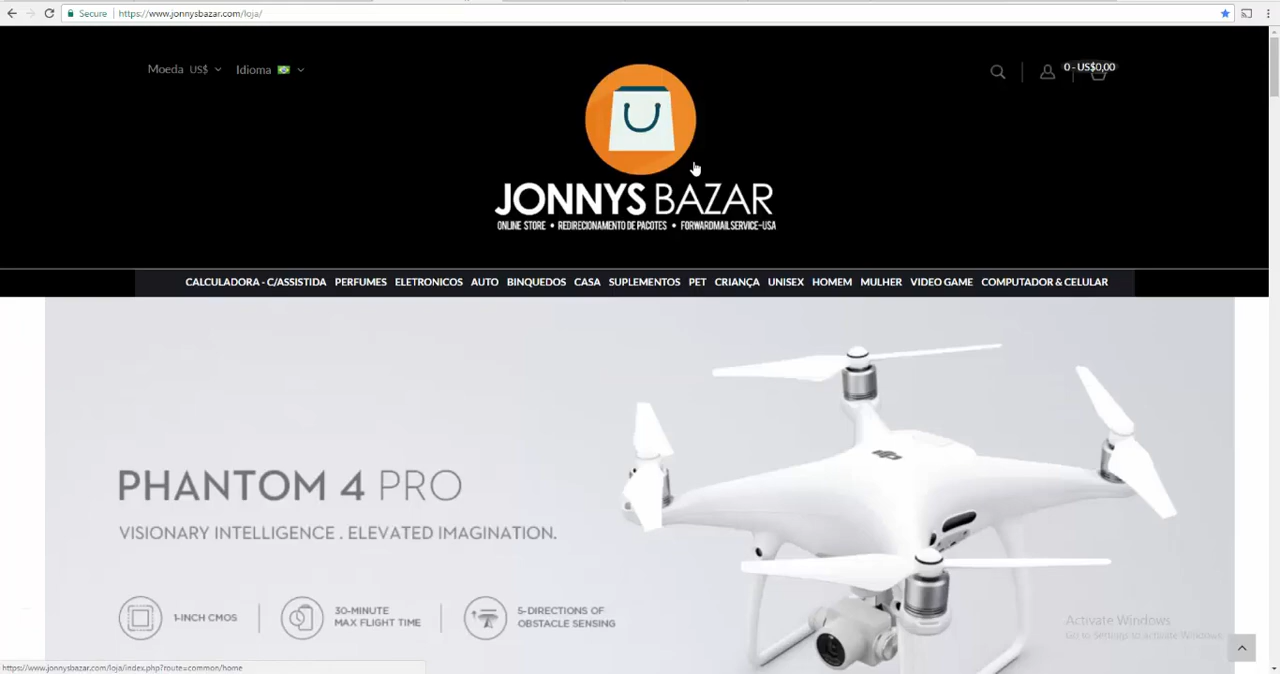 Secure https://www.jonnysbazar.com/loja/
Moeda US$ Idioma
0 - US$0,00
JONNYS BAZAR
ONLINE STORE • REDIRECIONAMENTO DE PACOTES • FORWARDMAILSERVICE-USA
CALCULADORA - C/ASSISTIDA PERFUMES ELETRONICOS AUTO BINQUEDOS CASA SUPLEMENTOS PET CRIANÇA UNISEX HOMEM MULHER VIDEO GAME COMPUTADOR & CELULAR
dji
PHANTOM 4 PRO
VISIONARY INTELLIGENCE . ELEVATED IMAGINATION.
1-INCH CMOS
30-MINUTE
MAX FLIGHT TIME
5-DIRECTIONS OF
OBSTACLE SENSING
Activate Windows
Go to Settings to activate Windows.
https://www.jonnysbazar.com/loja/index.php?route=common/home